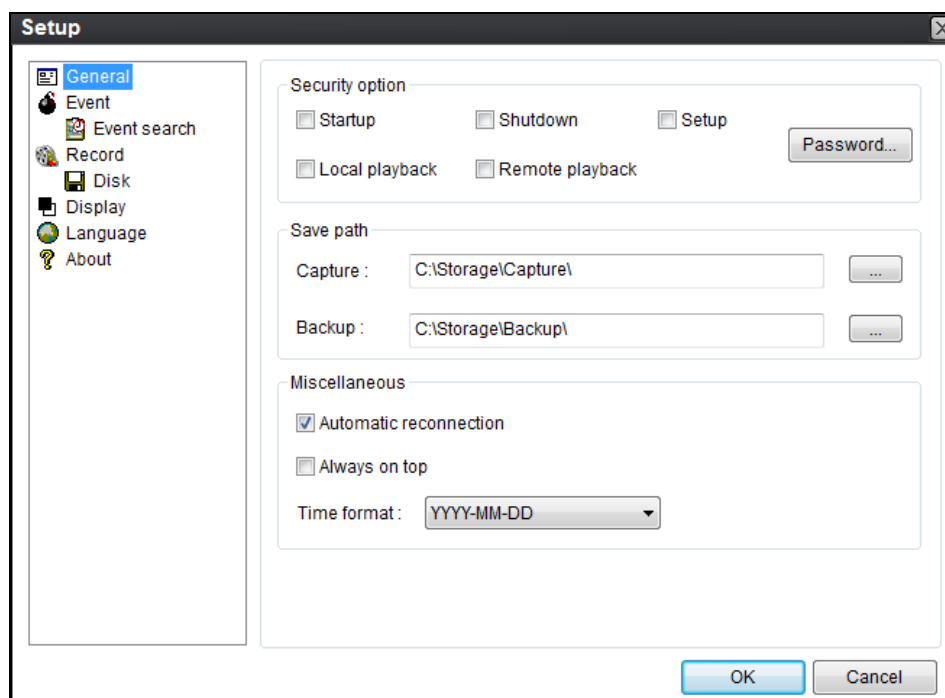 Setup
General
Event
Event search
Record
Disk
Display
Language
About
Security option
Startup Shutdown Setup
Password...
Local playback Remote playback
Save path
Capture : C:\Storage\Capture\ ...
Backup : C:\Storage\Backup\ ...
Miscellaneous
Automatic reconnection
Always on top
Time format : YYYY-MM-DD
OK Cancel